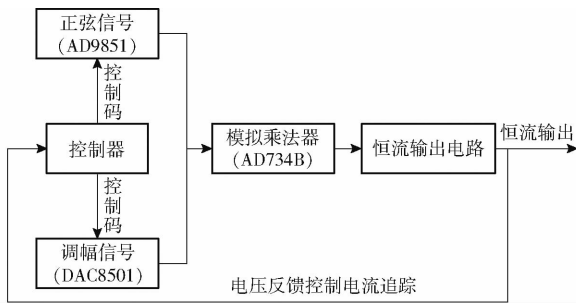 正弦信号
(AD9851)
控制码
控制器
控制码
调幅信号
(DAC8501)
模拟乘法器
(AD734B)
恒流输出电路
恒流输出
电压反馈控制电流追踪